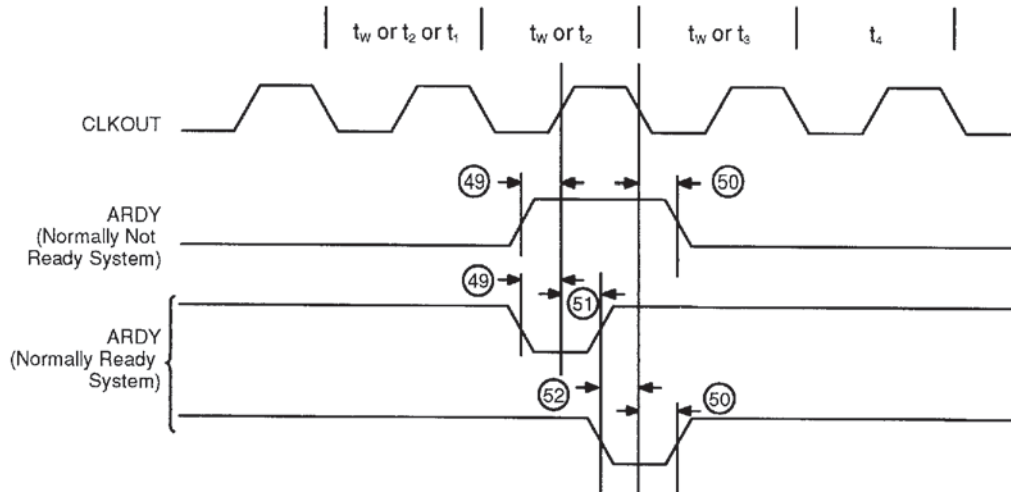 tW or t2 or t1
tW or t2
tW or t3
t4
CLKOUT
49
50
ARDY
(Normally Not
Ready System)
49
51
ARDY
(Normally Ready
System)
52
50